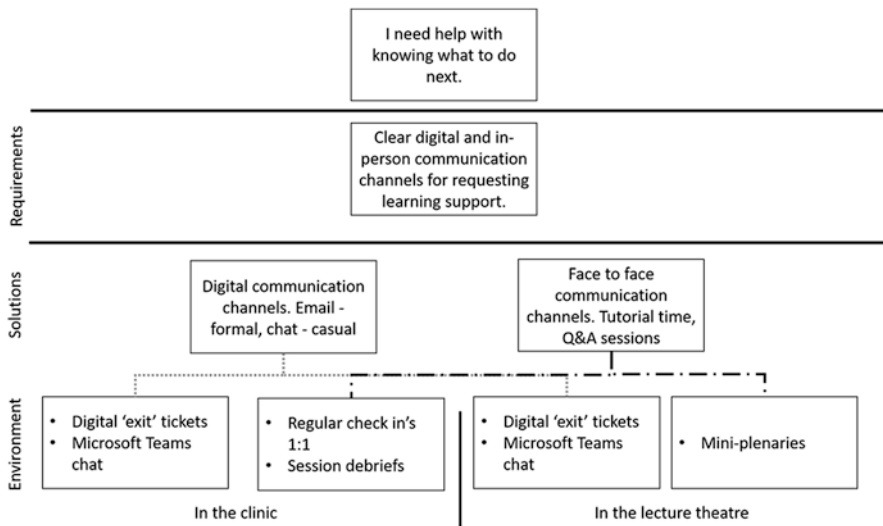 I need help with
knowing what to do
next.
Requirements
Clear digital and in-
person communication
channels for requesting
learning support.
Solutions
Digital communication
channels. Email -
formal, chat - casual
Face to face
communication
channels. Tutorial time,
Q&A sessions
Environment
• Digital ‘exit’ tickets
• Microsoft Teams
chat
• Regular check in’s
1:1
• Session debriefs
• Digital ‘exit’ tickets
• Microsoft Teams
chat
• Mini-plenaries
In the clinic
In the lecture theatre